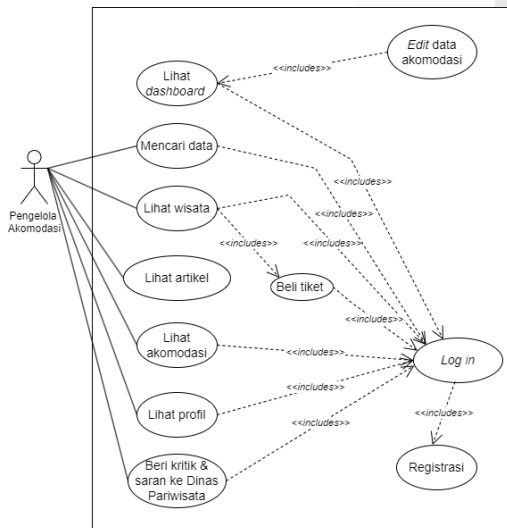 Edit data
akomodasi
<<includes>>
Lihat
dashboard
Mencari data
<<includes>>
Pengelola
Akomodasi
Lihat wisata
<<includes>>
<<includes>>
<<includes>>
Lihat artikel
Beli tiket
<<includes>>
Lihat
akomodasi
<<includes>>
Log in
<<includes>>
Lihat profil
<<includes>>
<<includes>>
Beri kritik &
saran ke Dinas
Pariwisata
Registrasi